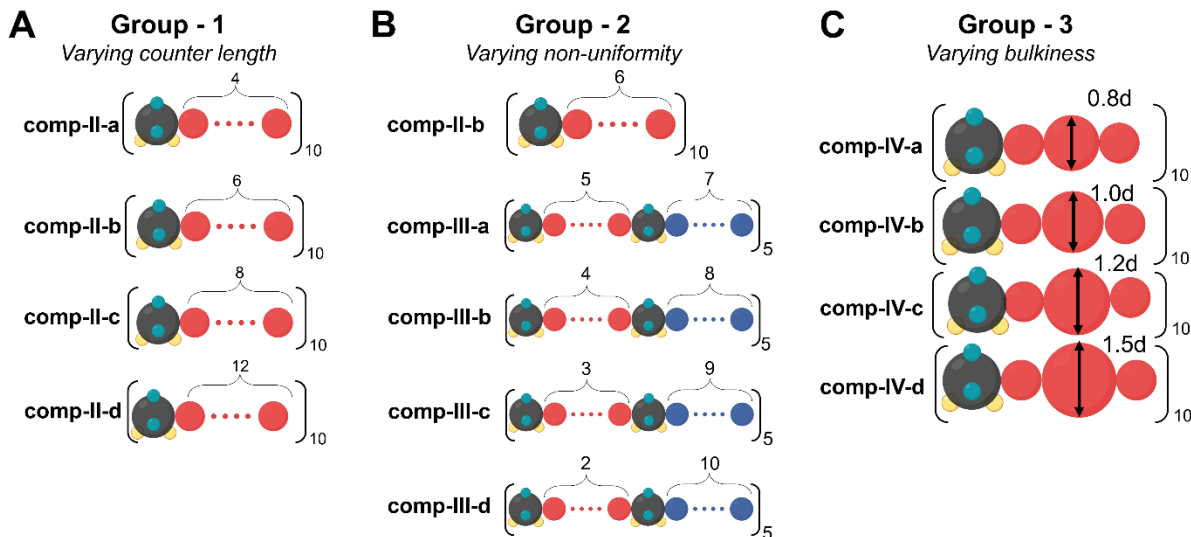 A
Group - 1
Varying counter length
comp-II-a
4
10
comp-II-b
6
10
comp-II-c
8
10
comp-II-d
12
10
B
Group - 2
Varying non-uniformity
comp-II-b
6
10
comp-III-a
5
7
5
comp-III-b
4
8
5
comp-III-c
3
9
5
comp-III-d
2
10
5
C
Group - 3
Varying bulkiness
comp-IV-a
0.8d
10
comp-IV-b
1.0d
10
comp-IV-c
1.2d
10
comp-IV-d
1.5d
10